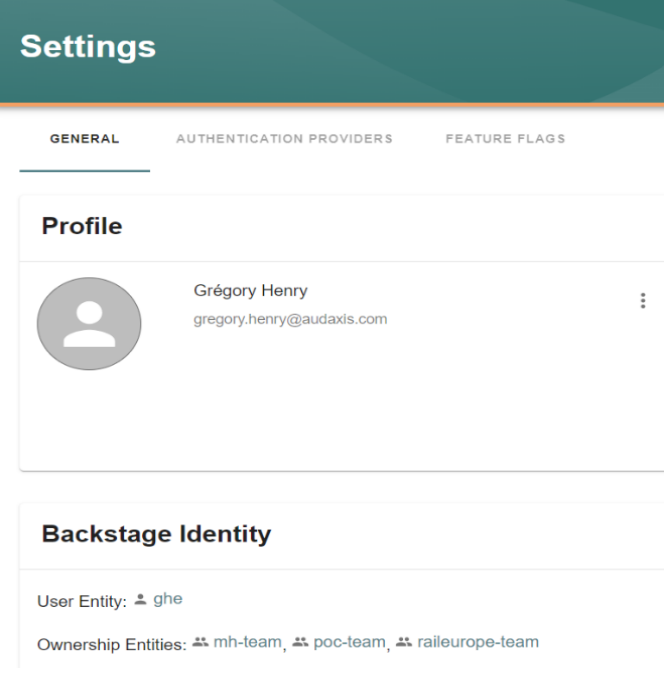 Settings
GENERAL AUTHENTICATION PROVIDERS FEATURE FLAGS
Profile
Grégory Henry
gregory.henry@audaxis.com
Backstage Identity
User Entity: ghe
Ownership Entities: mh-team, poc-team, raileurope-team